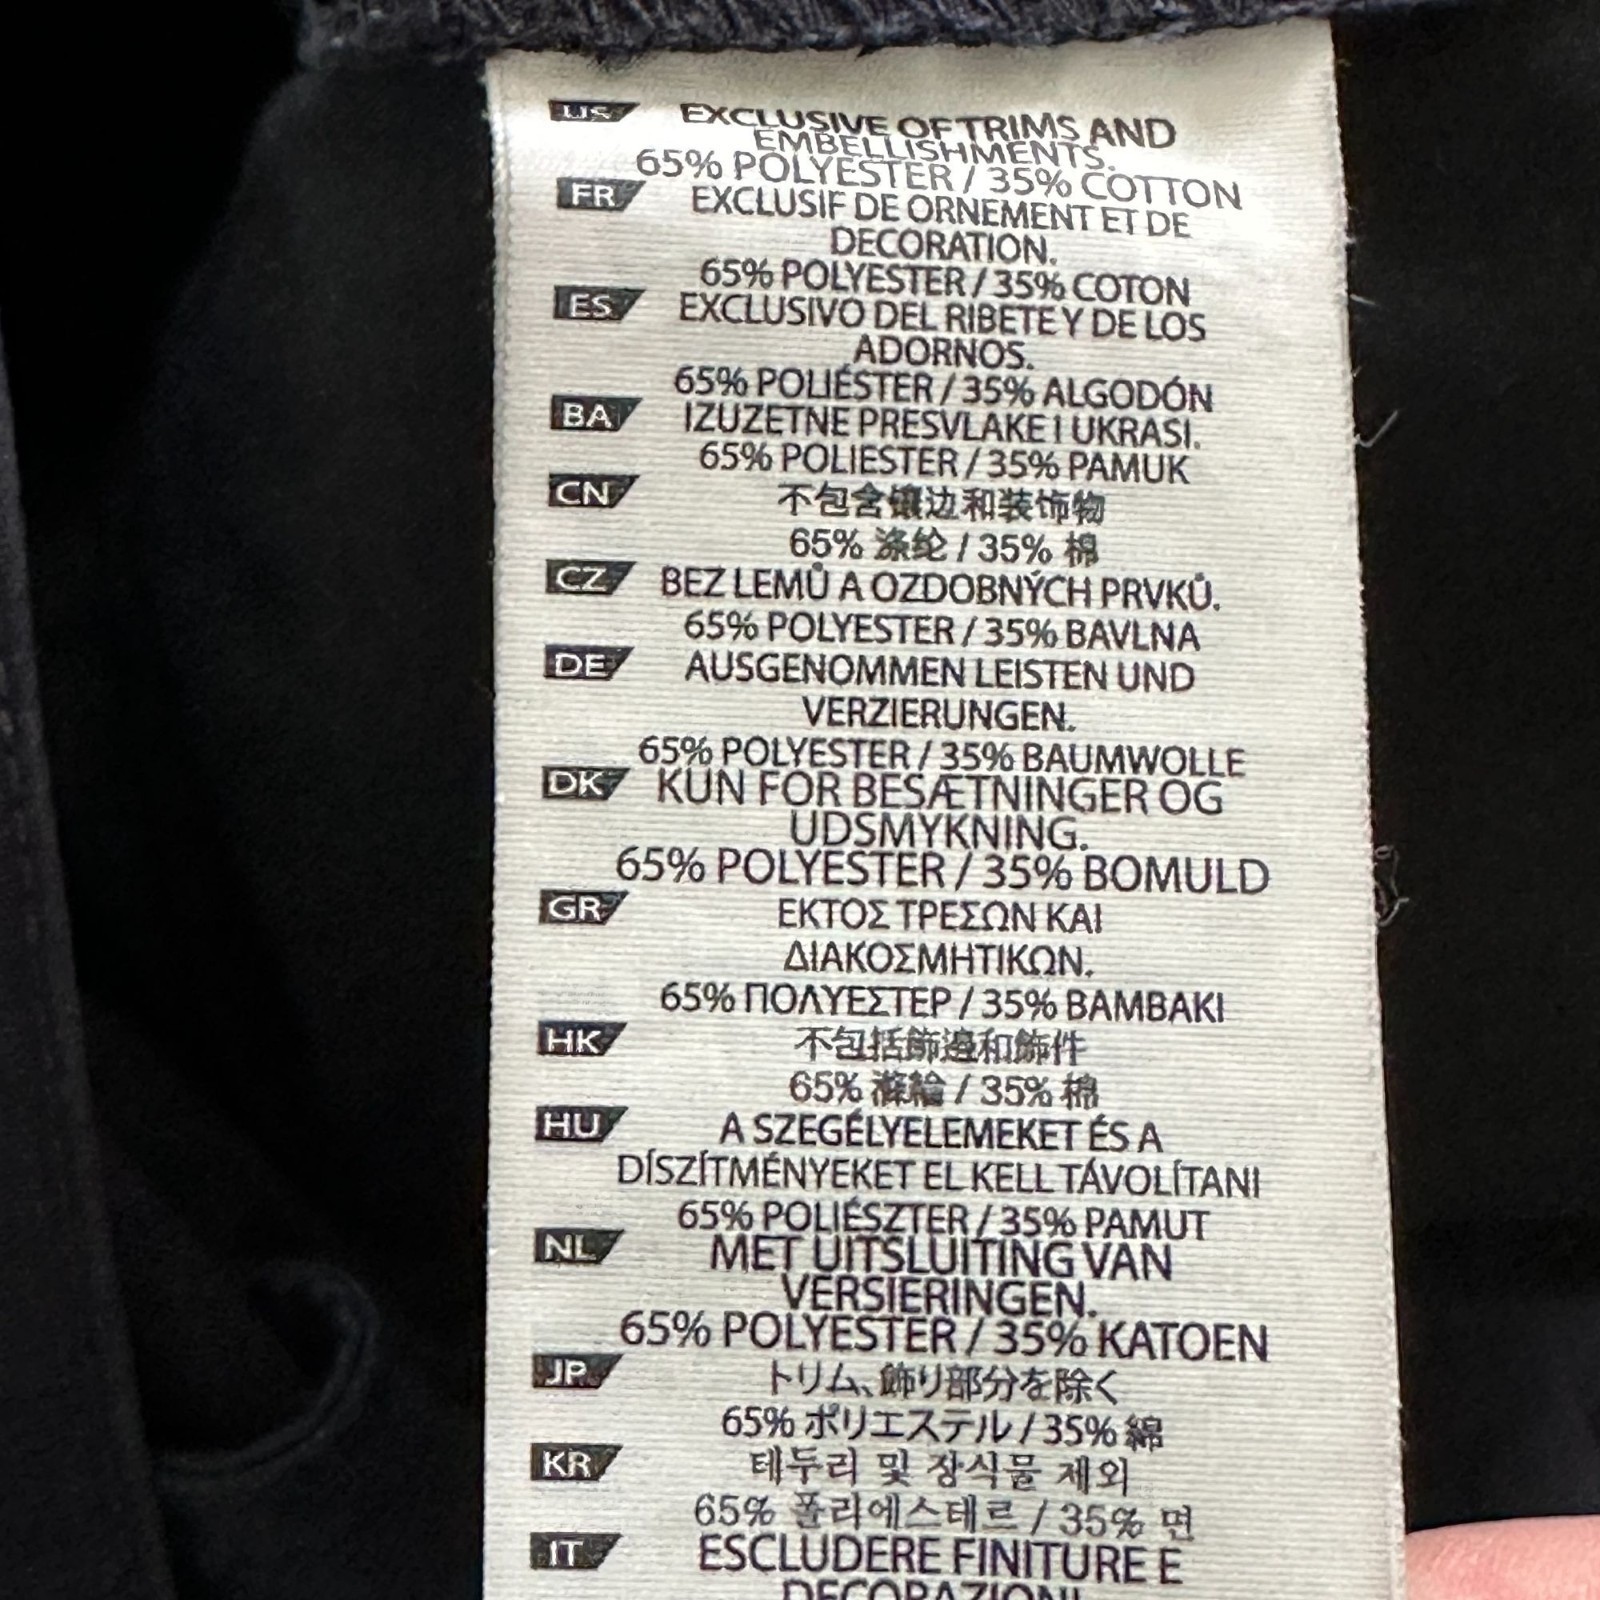 US EXCLUSIVE OF TRIMS AND
EMBELLISHMENTS.
65% POLYESTER / 35% COTTON
FR EXCLUSIF DE ORNEMENT ET DE
DECORATION.
65% POLYESTER / 35% COTON
ES EXCLUSIVO DEL RIBETE Y DE LOS
ADORNOS.
65% POLIÉSTER / 35% ALGODÓN
BA IZUZETNE PRESVLAKE I UKRASI.
65% POLIESTER / 35% PAMUK
CN 不包含镶边和装饰物
65% 涤纶 / 35% 棉
CZ BEZ LEMŮ A OZDOBNÝCH PRVKŮ.
65% POLYESTER / 35% BAVLNA
DE AUSGENOMMEN LEISTEN UND
VERZIERUNGEN.
65% POLYESTER / 35% BAUMWOLLE
DK KUN FOR BESÆTNINGER OG
UDSMYKNING.
65% POLYESTER / 35% BOMULD
GR ΕΚΤΟΣ ΤΡΕΣΩΝ ΚΑΙ
ΔΙΑΚΟΣΜΗΤΙΚΩΝ.
65% ΠΟΛΥΕΣΤΕΡ / 35% ΒΑΜΒΑΚΙ
HK 不包括飾邊和飾件
65% 滌綸 / 35% 棉
HU A SZEGÉLYELEMEKET ÉS A
DÍSZÍTMÉNYEKET EL KELL TÁVOLÍTANI
65% POLIÉSZTER / 35% PAMUT
NL MET UITSLUITING VAN
VERSIERINGEN.
65% POLYESTER / 35% KATOEN
JP トリム、飾り部分を除く
65% ポリエステル / 35% 綿
KR 테두리 및 장식물 제외
65% 폴리에스테르 / 35% 면
IT ESCLUDERE FINITURE E
DECORAZIONI